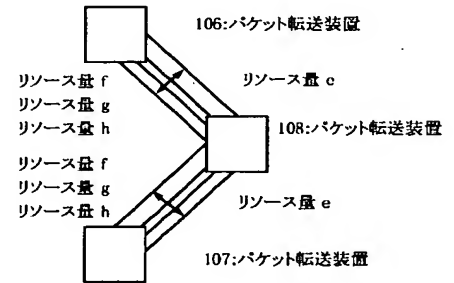 106:パケット転送装置
リソース量 f
リソース量 c
リソース量 g
リソース量 h
108:パケット転送装置
リソース量 f
リソース量 g
リソース量 e
リソース量 h
107:パケット転送装置